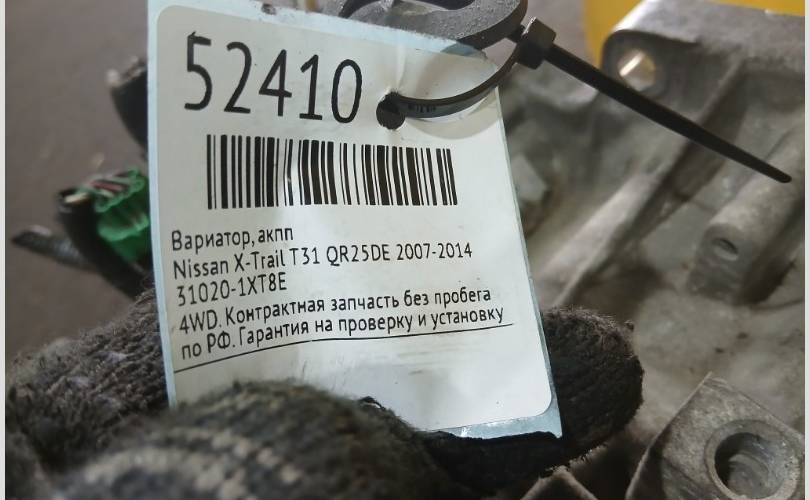 52410
Вариатор, акпп
Nissan X-Trail T31 QR25DE 2007-2014
31020-1XT8E
4WD. Контрактная запчасть без пробега
по РФ. Гарантия на проверку и установку